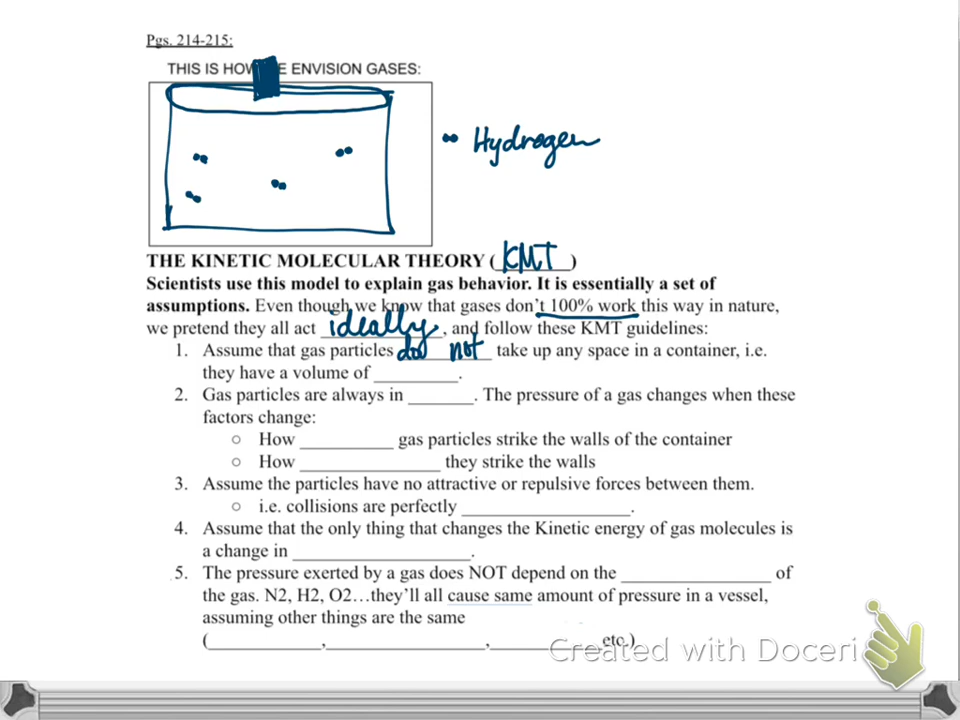 Pgs. 214-215:
THIS IS HOW E ENVISION GASES:
Hydrogen
THE KINETIC MOLECULAR THEORY (KMT)
Scientists use this model to explain gas behavior. It is essentially a set of
assumptions. Even though we know that gases don't 100% work this way in nature,
we pretend they all act ideally, and follow these KMT guidelines:
1. Assume that gas particles do not take up any space in a container, i.e.
they have a volume of ________.
2. Gas particles are always in _______. The pressure of a gas changes when these
factors change:
○ How __________ gas particles strike the walls of the container
○ How _______________ they strike the walls
3. Assume the particles have no attractive or repulsive forces between them.
○ i.e. collisions are perfectly __________________.
4. Assume that the only thing that changes the Kinetic energy of gas molecules is
a change in ___________________.
5. The pressure exerted by a gas does NOT depend on the ________________ of
the gas. N2, H2, O2…they'll all cause same amount of pressure in a vessel,
assuming other things are the same
(____________,_________________,____________etc.)
Created with Doceri